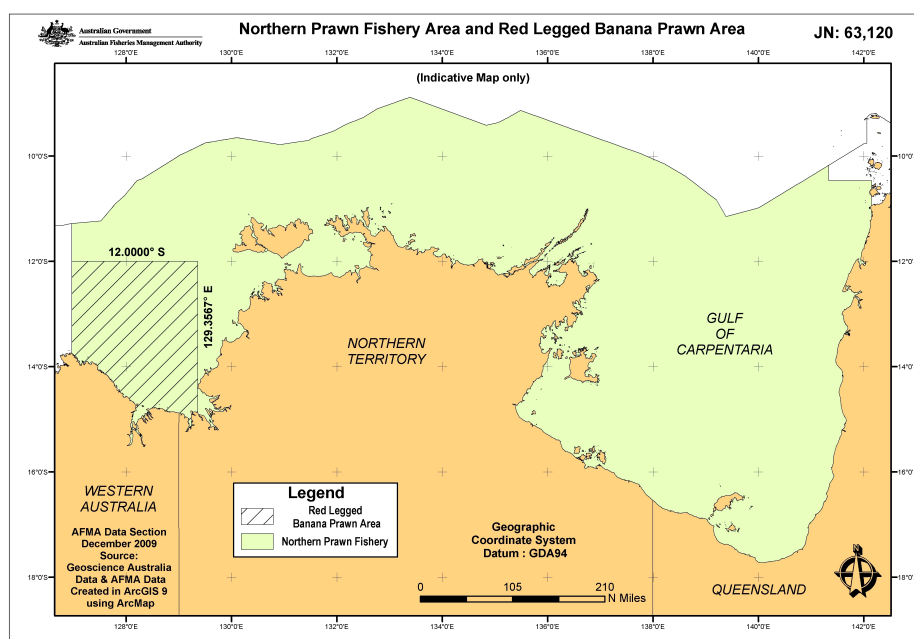 Australian Government
Australian Fisheries Management Authority
Northern Prawn Fishery Area and Red Legged Banana Prawn Area
JN: 63,120
128°0'E 130°0'E 132°0'E 134°0'E 136°0'E 138°0'E 140°0'E 142°0'E
(Indicative Map only)
10°0'S 10°0'S
12.0000° S
12°0'S 12°0'S
129.3567° E
GULF
OF
CARPENTARIA
NORTHERN
TERRITORY
14°0'S 14°0'S
16°0'S 16°0'S
WESTERN
AUSTRALIA
Legend
Red Legged
Banana Prawn Area
Northern Prawn Fishery
AFMA Data Section
December 2009
Source:
Geoscience Australia
Data & AFMA Data
Created in ArcGIS 9
using ArcMap
Geographic
Coordinate System
Datum : GDA94
18°0'S 18°0'S
0 105 210
N Miles
QUEENSLAND
128°0'E 130°0'E 132°0'E 134°0'E 136°0'E 138°0'E 140°0'E 142°0'E